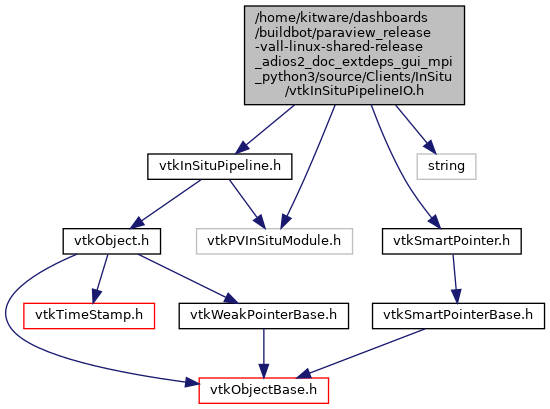 /home/kitware/dashboards
/buildbot/paraview_release
-vall-linux-shared-release
_adios2_doc_extdeps_gui_mpi
_python3/source/Clients/InSitu
/vtkInSituPipelineIO.h
vtkInSituPipeline.h
string
vtkObject.h
vtkPVInSituModule.h
vtkSmartPointer.h
vtkTimeStamp.h
vtkWeakPointerBase.h
vtkSmartPointerBase.h
vtkObjectBase.h